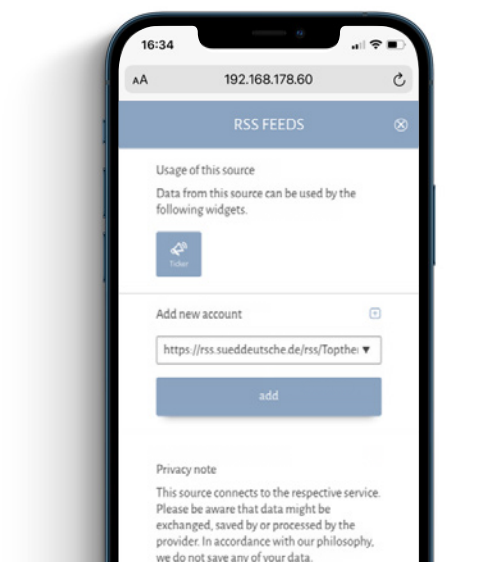 16:34
AA
192.168.178.60
RSS FEEDS
Usage of this source
Data from this source can be used by the
following widgets.
Ticker
Add new account
https://rss.sueddeutsche.de/rss/Topthe
add
Privacy note
This source connects to the respective service.
Please be aware that data might be
exchanged, saved by or processed by the
provider. In accordance with our philosophy,
we do not save any of your data.